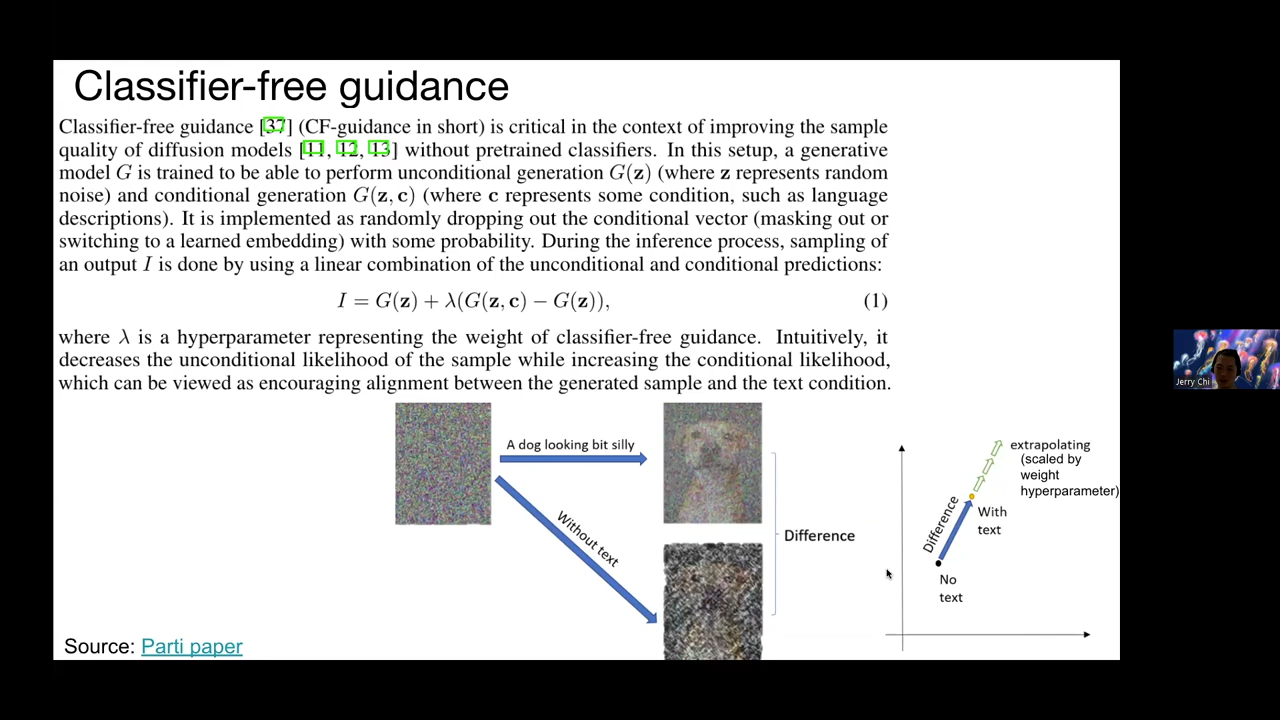 Classifier-free guidance
Classifier-free guidance [37] (CF-guidance in short) is critical in the context of improving the sample
quality of diffusion models [11, 12, 13] without pretrained classifiers. In this setup, a generative
model G is trained to be able to perform unconditional generation G(z) (where z represents random
noise) and conditional generation G(z, c) (where c represents some condition, such as language
descriptions). It is implemented as randomly dropping out the conditional vector (masking out or
switching to a learned embedding) with some probability. During the inference process, sampling of
an output I is done by using a linear combination of the unconditional and conditional predictions:
I = G(z) + λ(G(z, c) − G(z)), (1)
where λ is a hyperparameter representing the weight of classifier-free guidance. Intuitively, it
decreases the unconditional likelihood of the sample while increasing the conditional likelihood,
which can be viewed as encouraging alignment between the generated sample and the text condition.
A dog looking bit silly
Without text
Difference
Difference
extrapolating
(scaled by
weight
hyperparameter)
With
text
No
text
Source: Parti paper
Jerry Chi